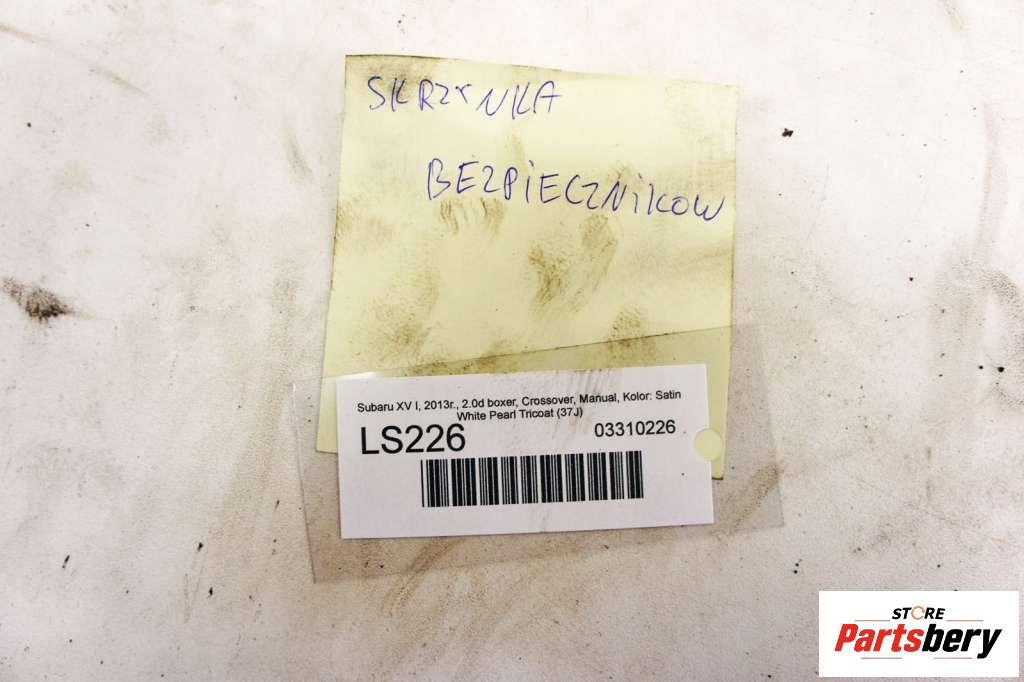 SKRZYNKA
BEZPIECZNIKOW
Subaru XV I, 2013r., 2.0d boxer, Crossover, Manual, Kolor: Satin
White Pearl Tricoat (37J)
LS226 03310226
STORE
Partsbery